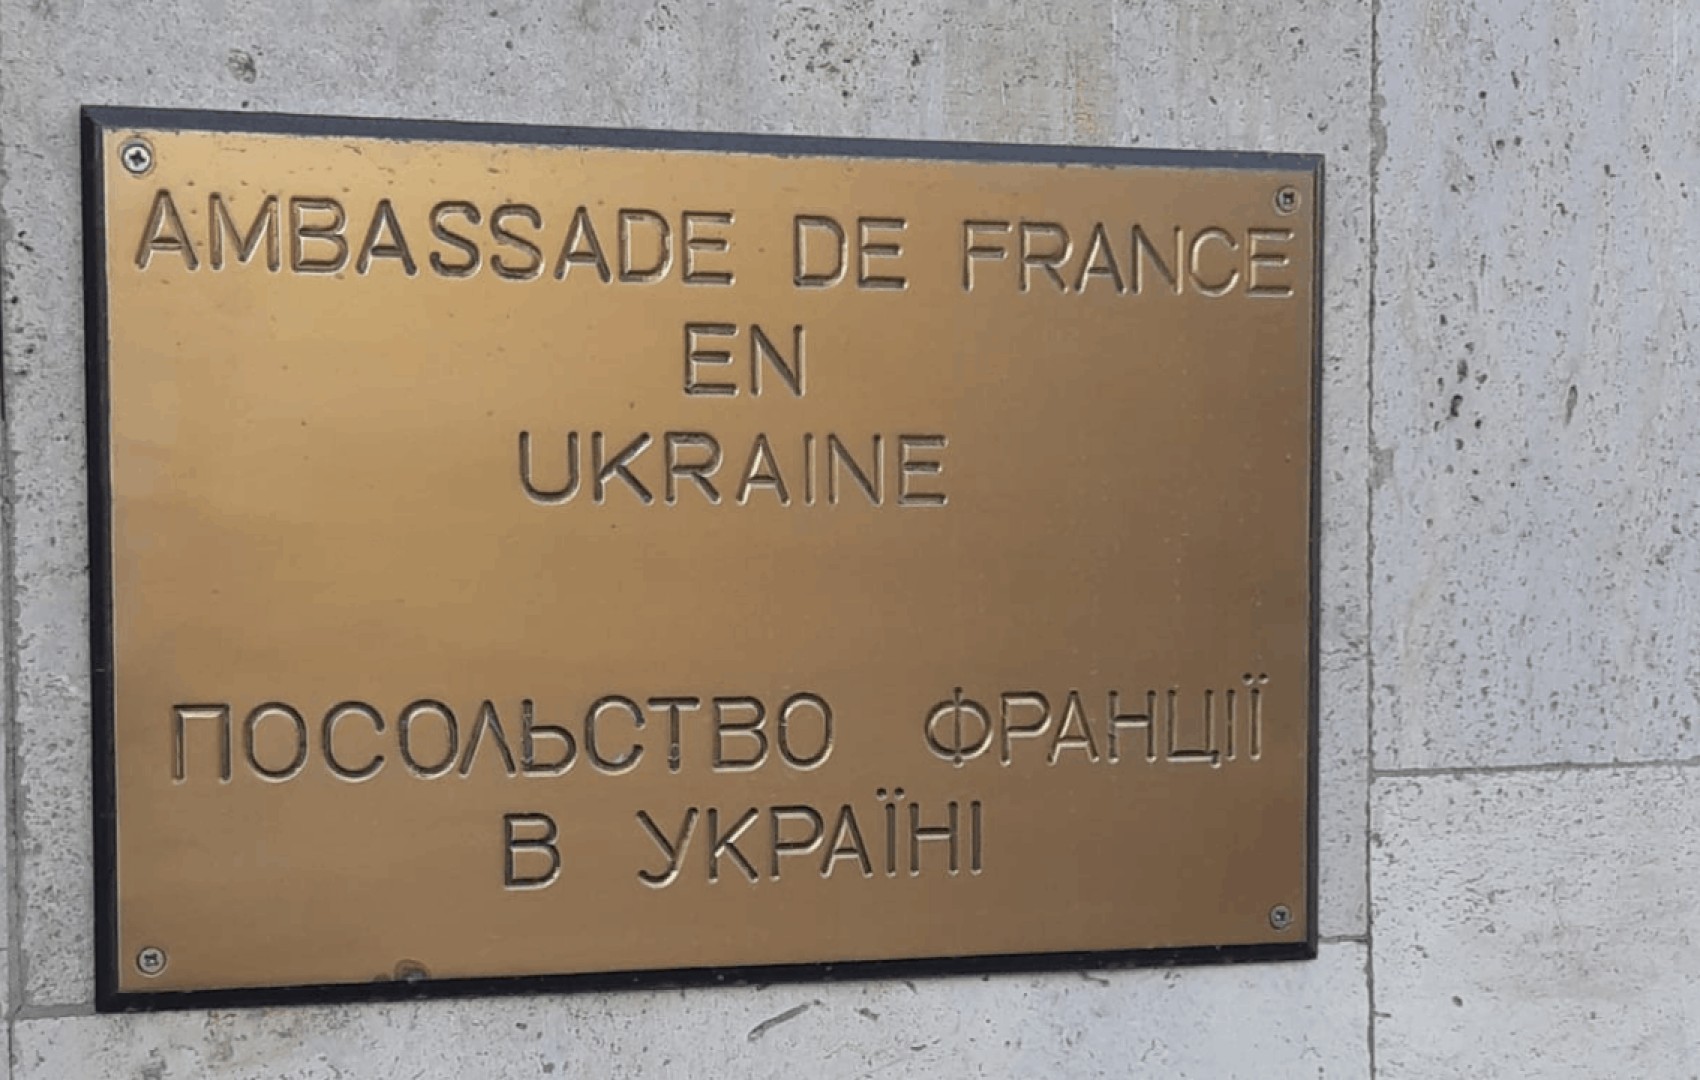 AMBASSADE DE FRANCE
EN
UKRAINE
ПОСОЛЬСТВО ФРАНЦІЇ
В УКРАЇНІ